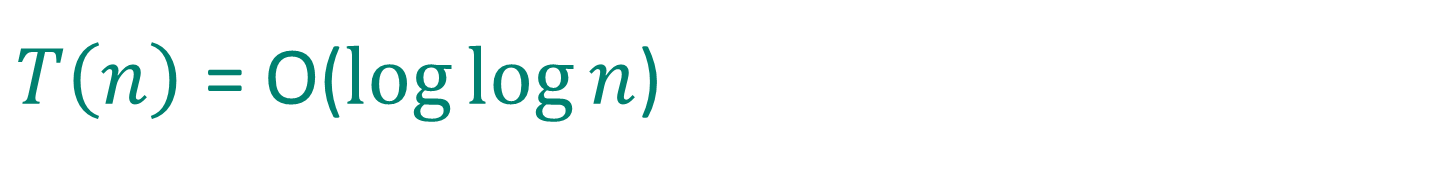 T(n) = O(log log n)